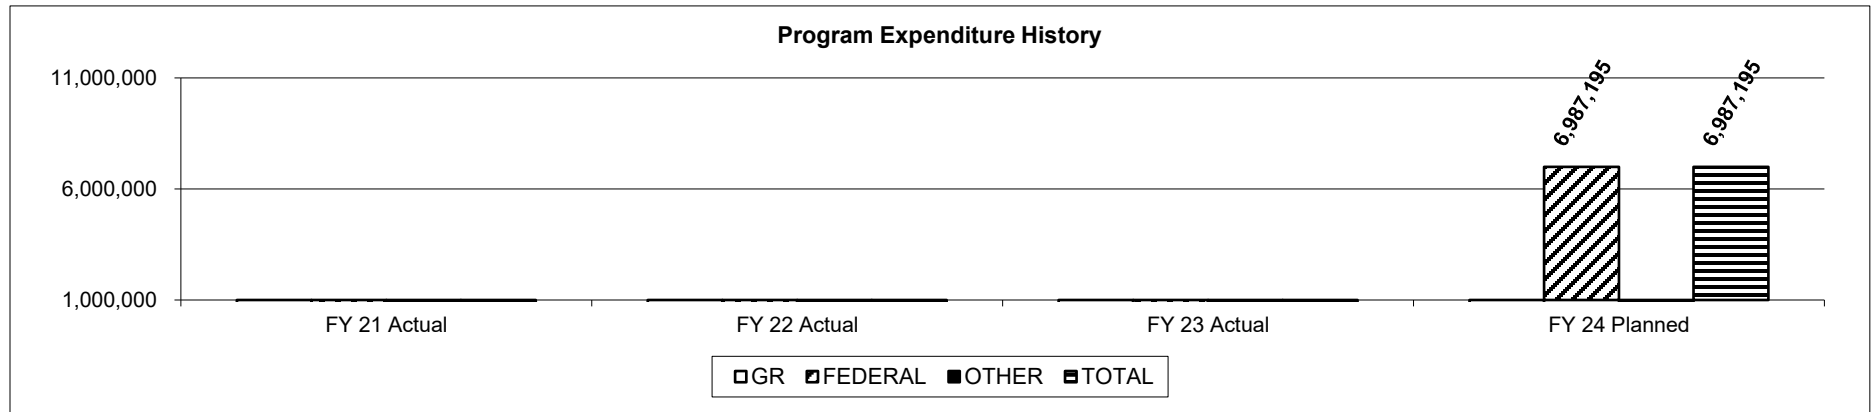 Program Expenditure History
11,000,000
6,000,000
1,000,000
6,987,195
6,987,195
FY 21 Actual
FY 22 Actual
FY 23 Actual
FY 24 Planned
GR FEDERAL OTHER TOTAL